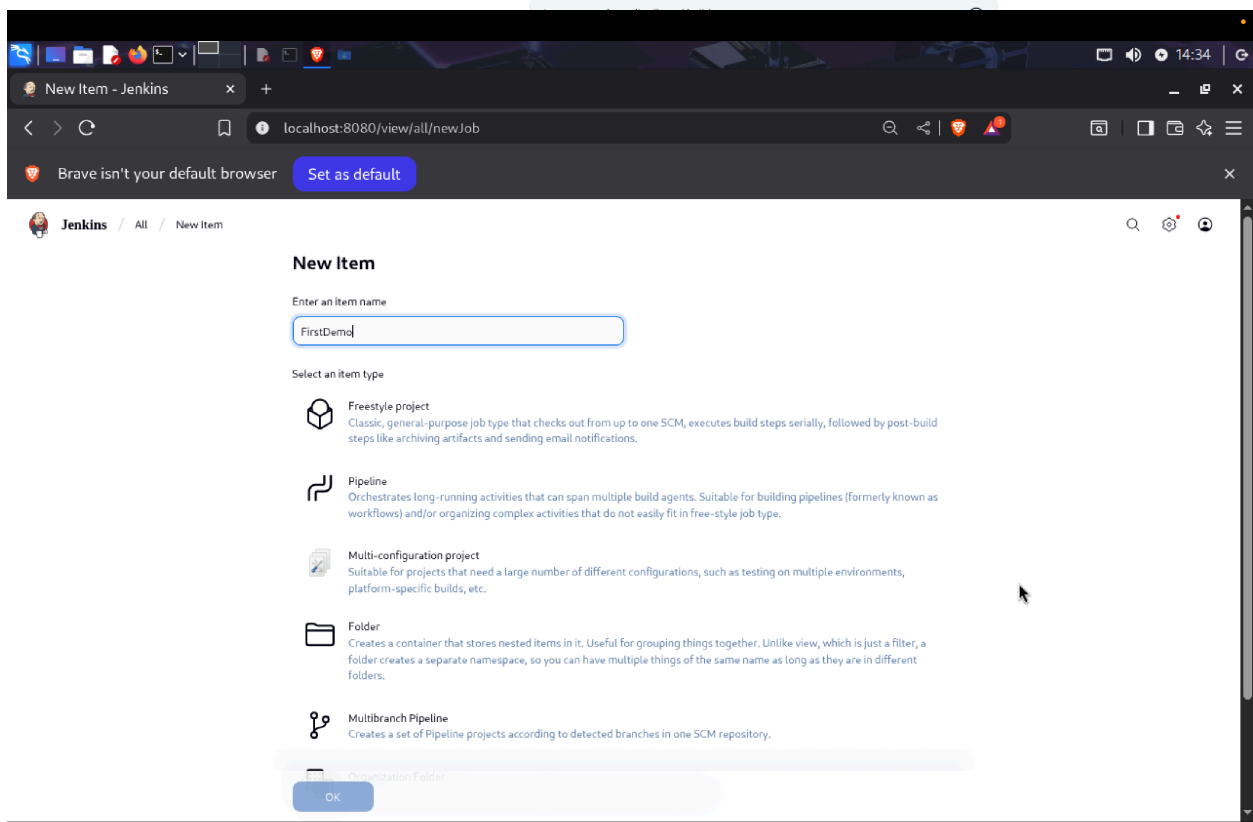 14:34
New Item - Jenkins
localhost:8080/view/all/newJob
Brave isn't your default browser
Set as default
Jenkins / All / New Item
New Item
Enter an item name
FirstDemo
Select an item type
Freestyle project
Classic, general-purpose job type that checks out from up to one SCM, executes build steps serially, followed by post-build
steps like archiving artifacts and sending email notifications.
Pipeline
Orchestrates long-running activities that can span multiple build agents. Suitable for building pipelines (formerly known as
workflows) and/or organizing complex activities that do not easily fit in free-style job type.
Multi-configuration project
Suitable for projects that need a large number of different configurations, such as testing on multiple environments,
platform-specific builds, etc.
Folder
Creates a container that stores nested items in it. Useful for grouping things together. Unlike view, which is just a filter, a
folder creates a separate namespace, so you can have multiple things of the same name as long as they are in different
folders.
Multibranch Pipeline
Creates a set of Pipeline projects according to detected branches in one SCM repository.
Organization Folder
OK